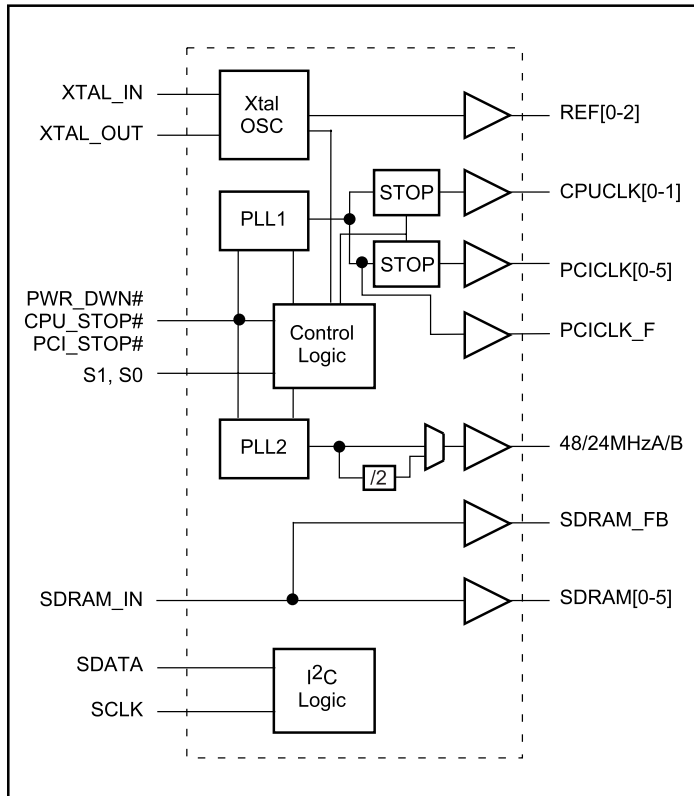 XTAL_IN
XTAL_OUT
Xtal
OSC
REF[0-2]
PLL1
STOP
CPUCLK[0-1]
STOP
PCICLK[0-5]
PWR_DWN#
CPU_STOP#
PCI_STOP#
S1, S0
Control
Logic
PCICLK_F
PLL2
/2
48/24MHzA/B
SDRAM_FB
SDRAM_IN
SDRAM[0-5]
SDATA
SCLK
I²C
Logic